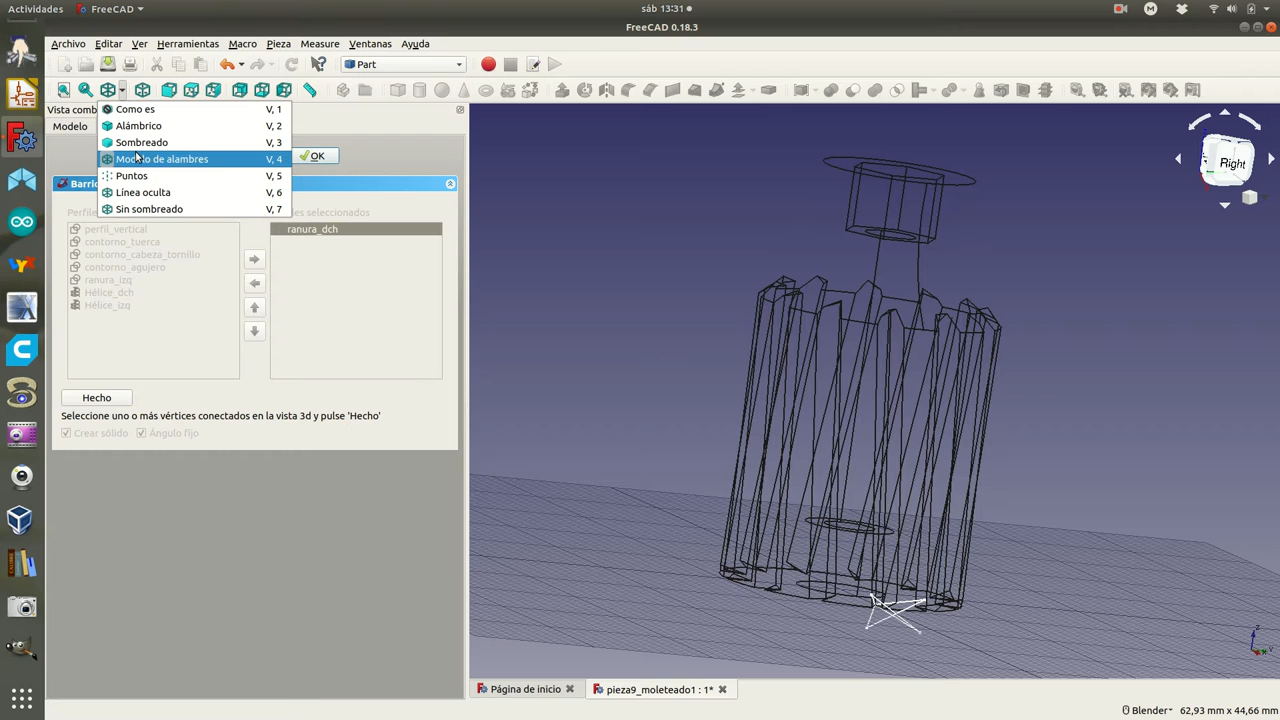 Actividades FreeCAD sáb 13:31
FreeCAD 0.18.3
Archivo Editar Ver Herramientas Macro Pieza Measure Ventanas Ayuda
Part
Vista comb
Modelo
Como es V, 1
Alámbrico V, 2
Sombreado V, 3
Modelo de alambres V, 4
Puntos V, 5
Línea oculta V, 6
Sin sombreado V, 7
OK
Barri
Perfile es seleccionados
perfil_vertical
contorno_tuerca
contorno_cabeza_tornillo
contorno_agujero
ranura_izq
Hélice_dch
Hélice_izq
ranura_dch
Hecho
Seleccione uno o más vértices conectados en la vista 3d y pulse 'Hecho'
Crear sólido Ángulo fijo
Right
Página de inicio pieza9_moleteado1 : 1*
Blender 62,93 mm x 44,66 mm